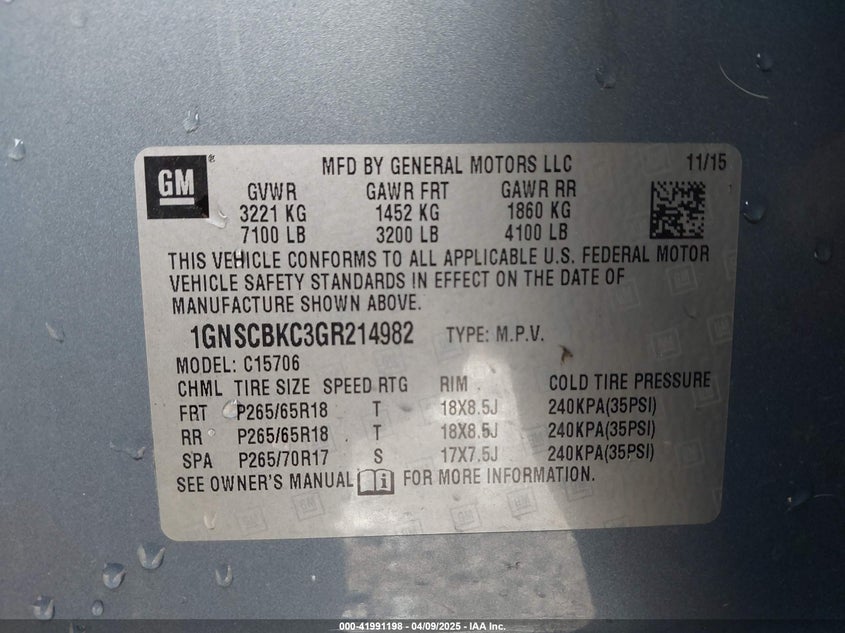 GM ® MFD BY GENERAL MOTORS LLC 11/15
GVWR GAWR FRT GAWR RR
3221 KG 1452 KG 1860 KG
7100 LB 3200 LB 4100 LB
THIS VEHICLE CONFORMS TO ALL APPLICABLE U.S. FEDERAL MOTOR
VEHICLE SAFETY STANDARDS IN EFFECT ON THE DATE OF
MANUFACTURE SHOWN ABOVE.
1GNSCBKC3GR214982 TYPE: M.P.V.
MODEL: C15706
CHML TIRE SIZE SPEED RTG RIM COLD TIRE PRESSURE
FRT P265/65R18 T 18X8.5J 240KPA(35PSI)
RR P265/65R18 T 18X8.5J 240KPA(35PSI)
SPA P265/70R17 S 17X7.5J 240KPA(35PSI)
SEE OWNER'S MANUAL i FOR MORE INFORMATION.
000-41991198 - 04/09/2025 - IAA Inc.